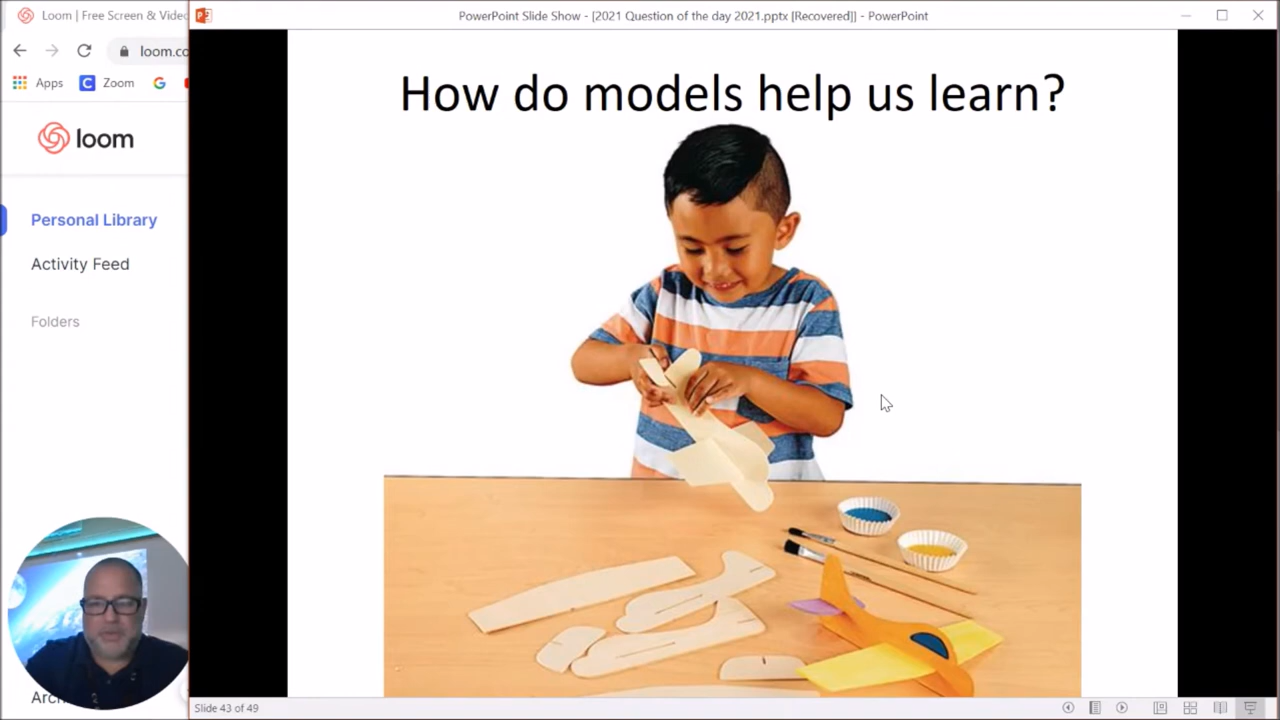 Loom | Free Screen & Vide
PowerPoint Slide Show - [2021 Question of the day 2021.pptx [Recovered]] - PowerPoint
loom.co
Apps
Zoom
loom
Personal Library
Activity Feed
Folders
How do models help us learn?
Slide 43 of 49